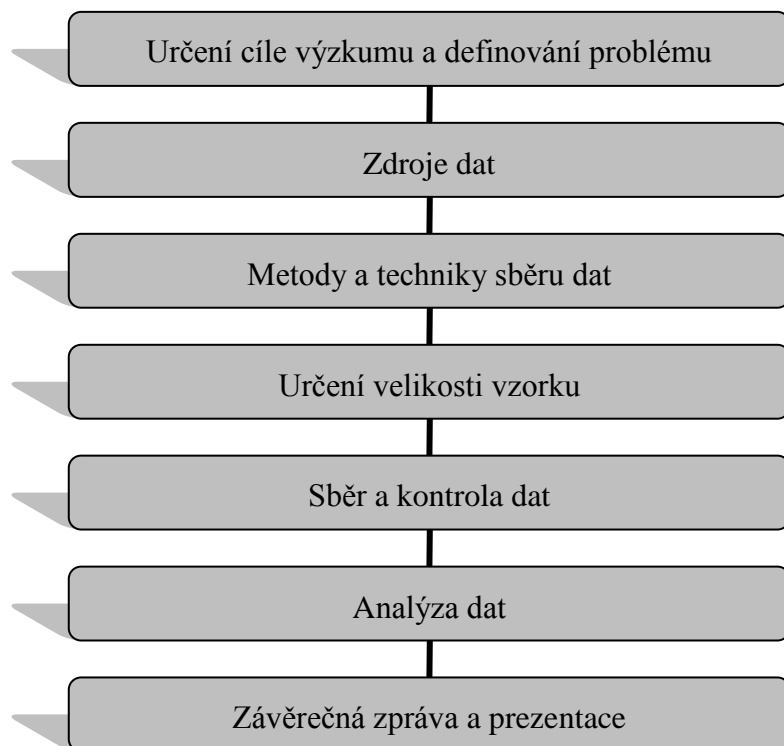 Určení cíle výzkumu a definování problému
Zdroje dat
Metody a techniky sběru dat
Určení velikosti vzorku
Sběr a kontrola dat
Analýza dat
Závěrečná zpráva a prezentace